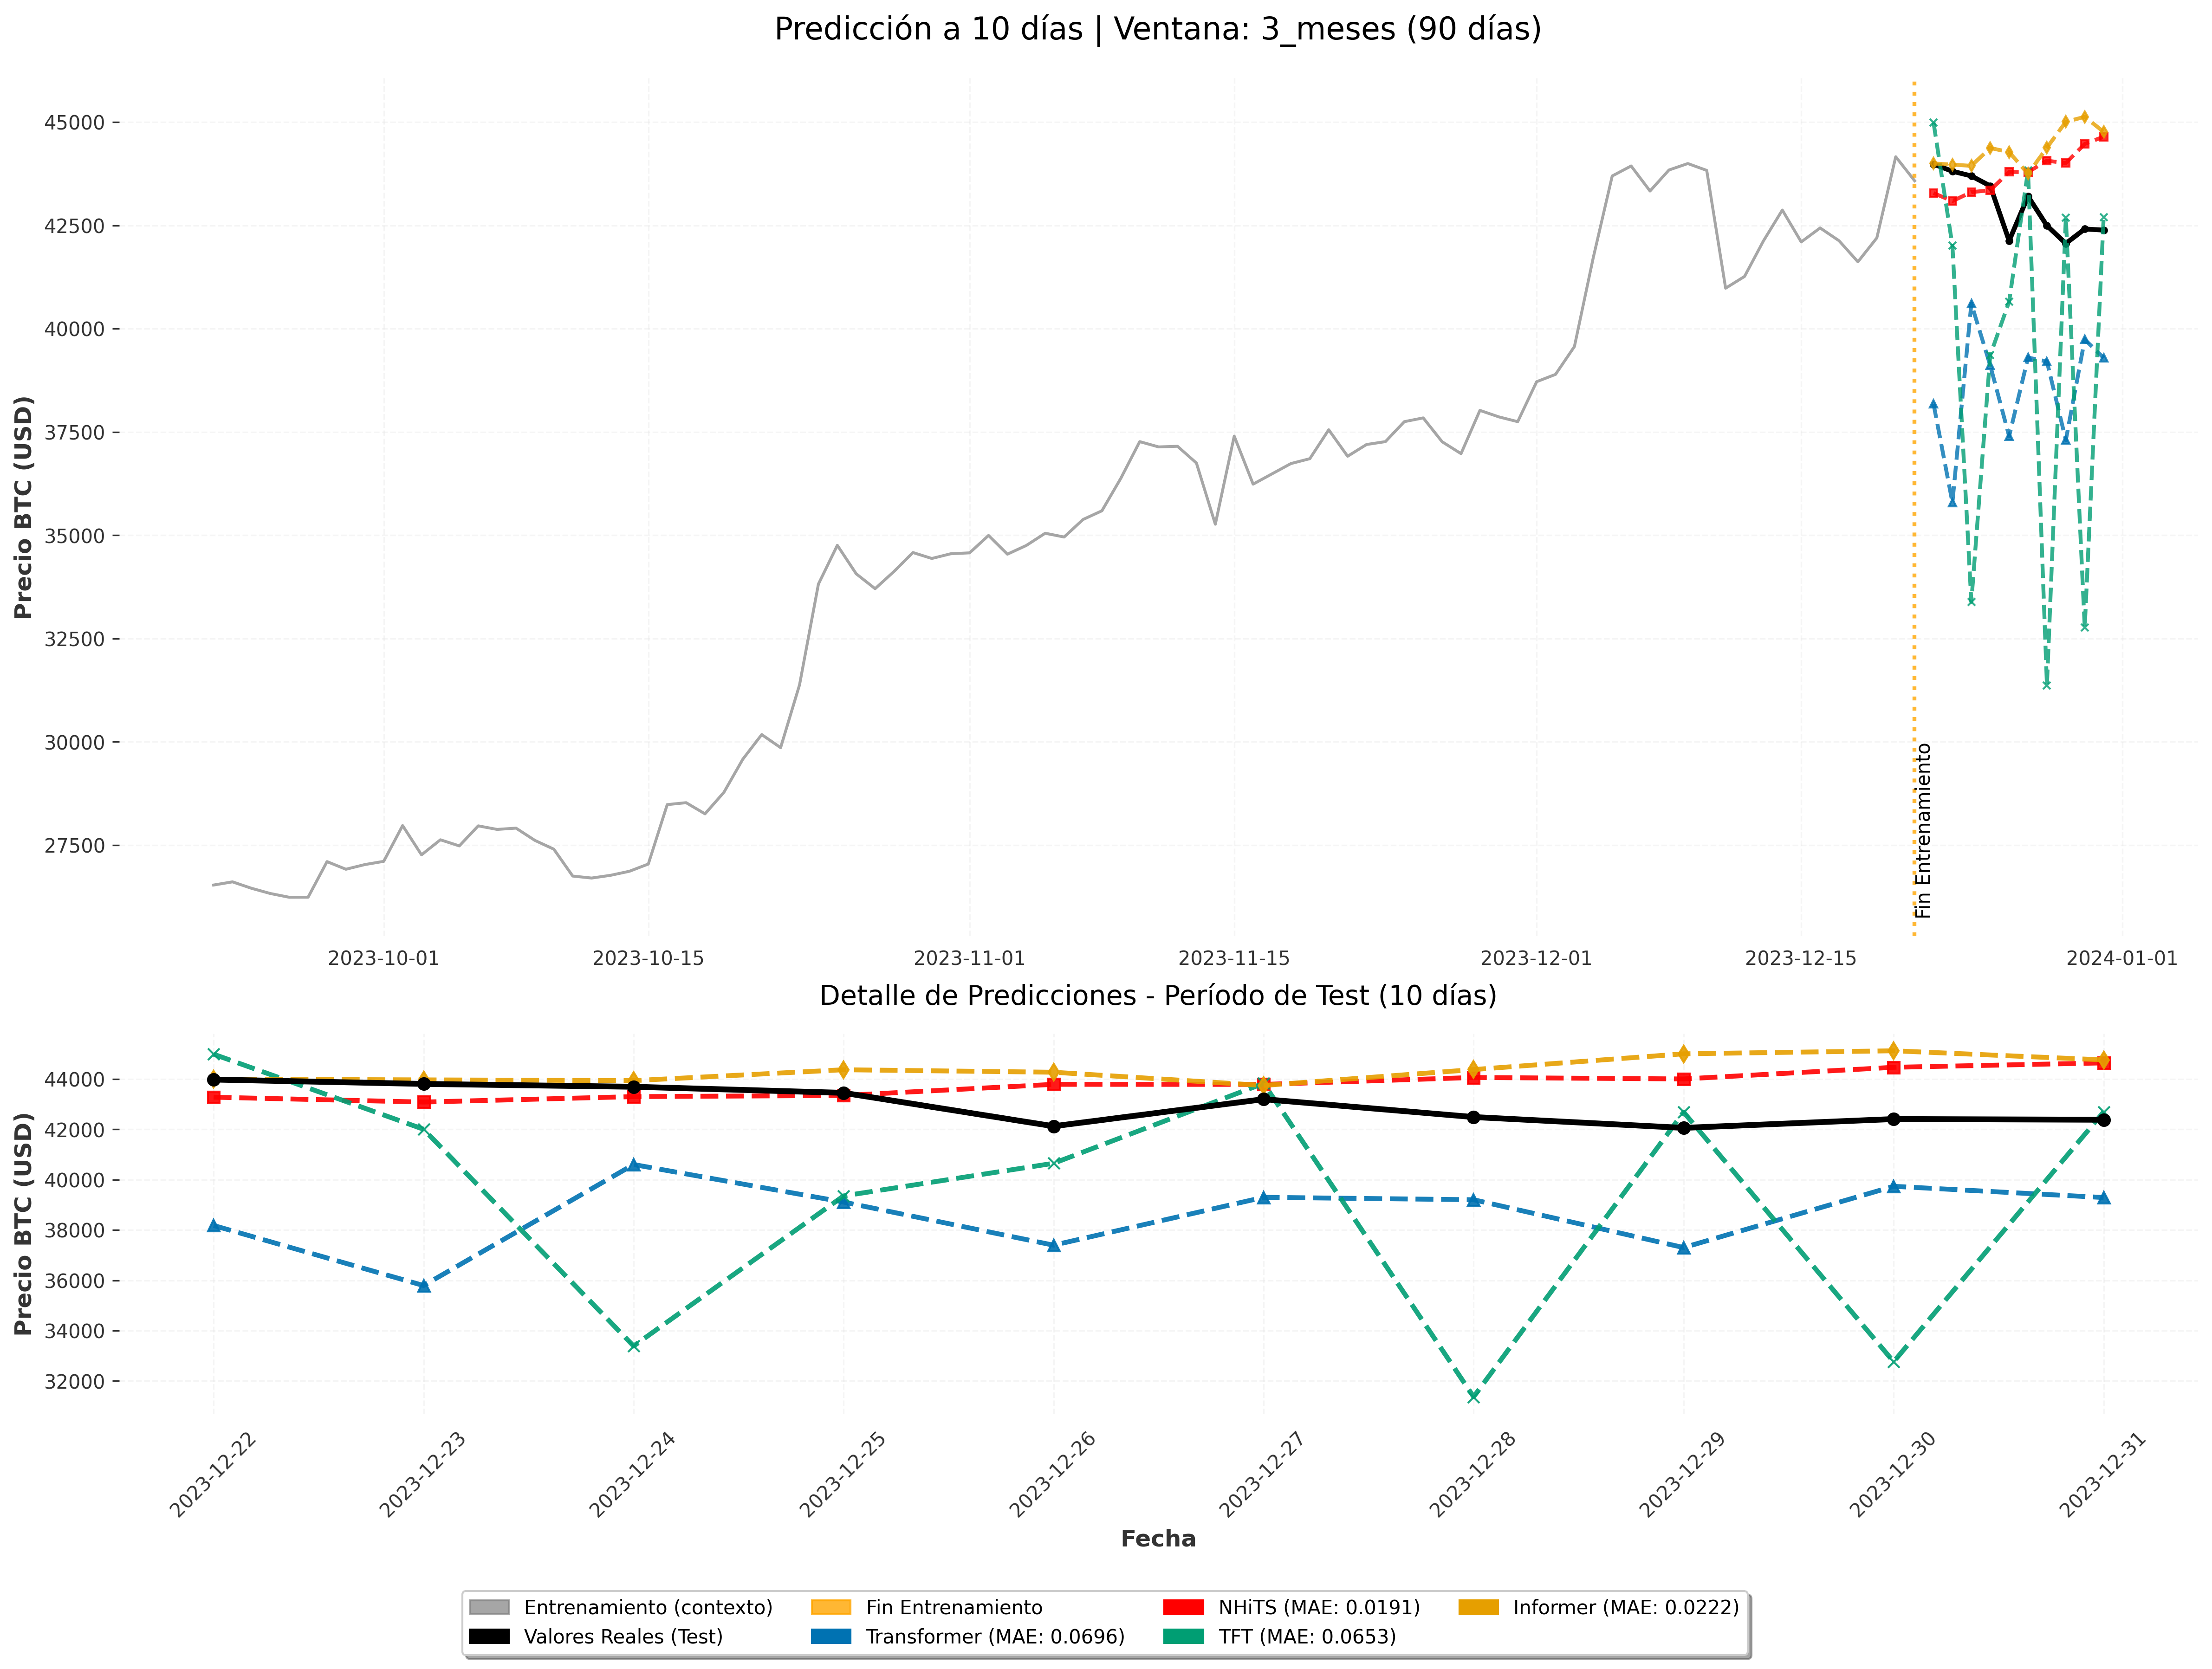 Predicción a 10 días | Ventana: 3_meses (90 días)
Precio BTC (USD)
45000
42500
40000
37500
35000
32500
30000
27500
Fin Entrenamiento
2023-10-01
2023-10-15
2023-11-01
2023-11-15
2023-12-01
2023-12-15
2024-01-01
Detalle de Predicciones - Período de Test (10 días)
Precio BTC (USD)
44000
42000
40000
38000
36000
34000
32000
2023-12-22
2023-12-23
2023-12-24
2023-12-25
2023-12-26
2023-12-27
2023-12-28
2023-12-29
2023-12-30
2023-12-31
Fecha
Entrenamiento (contexto)
Valores Reales (Test)
Fin Entrenamiento
Transformer (MAE: 0.0696)
NHiTS (MAE: 0.0191)
TFT (MAE: 0.0653)
Informer (MAE: 0.0222)